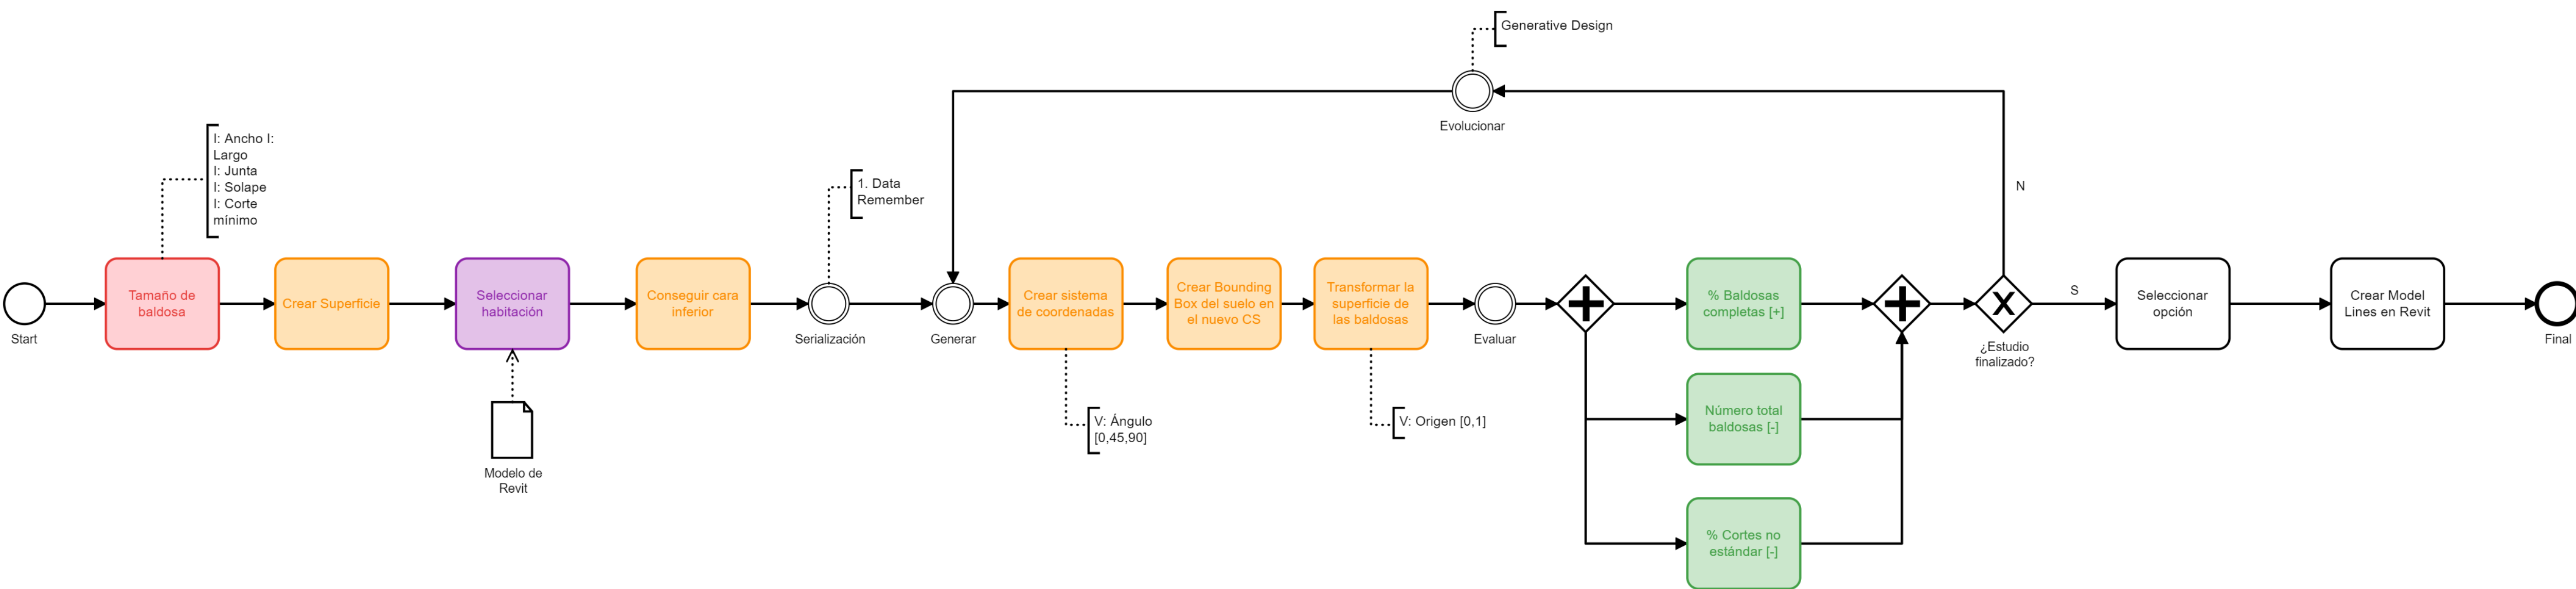 Generative Design
Evolucionar
I: Ancho I:
Largo
I: Junta
I: Solape
I: Corte
mínimo
1. Data
Remember
N
Start
Tamaño de
baldosa
Crear Superficie
Seleccionar
habitación
Conseguir cara
inferior
Serialización
Generar
Crear sistema
de coordenadas
Crear Bounding
Box del suelo en
el nuevo CS
Transformar la
superficie de
las baldosas
Evaluar
% Baldosas
completas [+]
X
¿Estudio
finalizado?
S
Seleccionar
opción
Crear Model
Lines en Revit
Final
Modelo de
Revit
V: Ángulo
[0,45,90]
V: Origen [0,1]
Número total
baldosas [-]
% Cortes no
estándar [-]